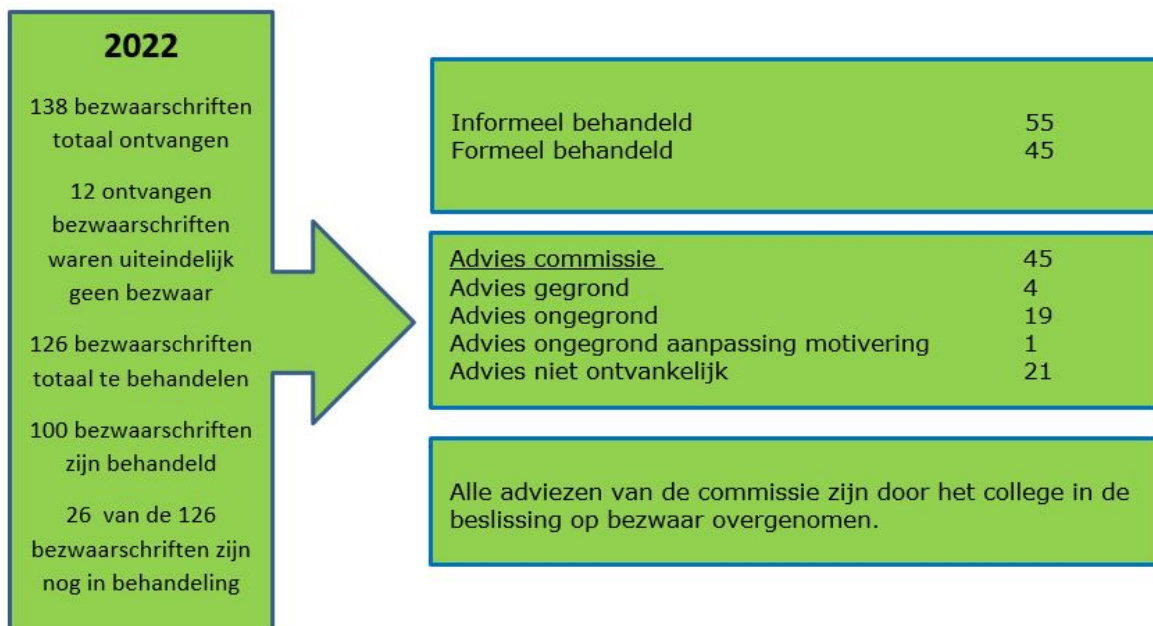 2022
138 bezwaarschriften
totaal ontvangen
12 ontvangen
bezwaarschriften
waren uiteindelijk
geen bezwaar
126 bezwaarschriften
totaal te behandelen
100 bezwaarschriften
zijn behandeld
26 van de 126
bezwaarschriften zijn
nog in behandeling
Informeel behandeld 55
Formeel behandeld 45
Advies commissie 45
Advies gegrond 4
Advies ongegrond 19
Advies ongegrond aanpassing motivering 1
Advies niet ontvankelijk 21
Alle adviezen van de commissie zijn door het college in de
beslissing op bezwaar overgenomen.